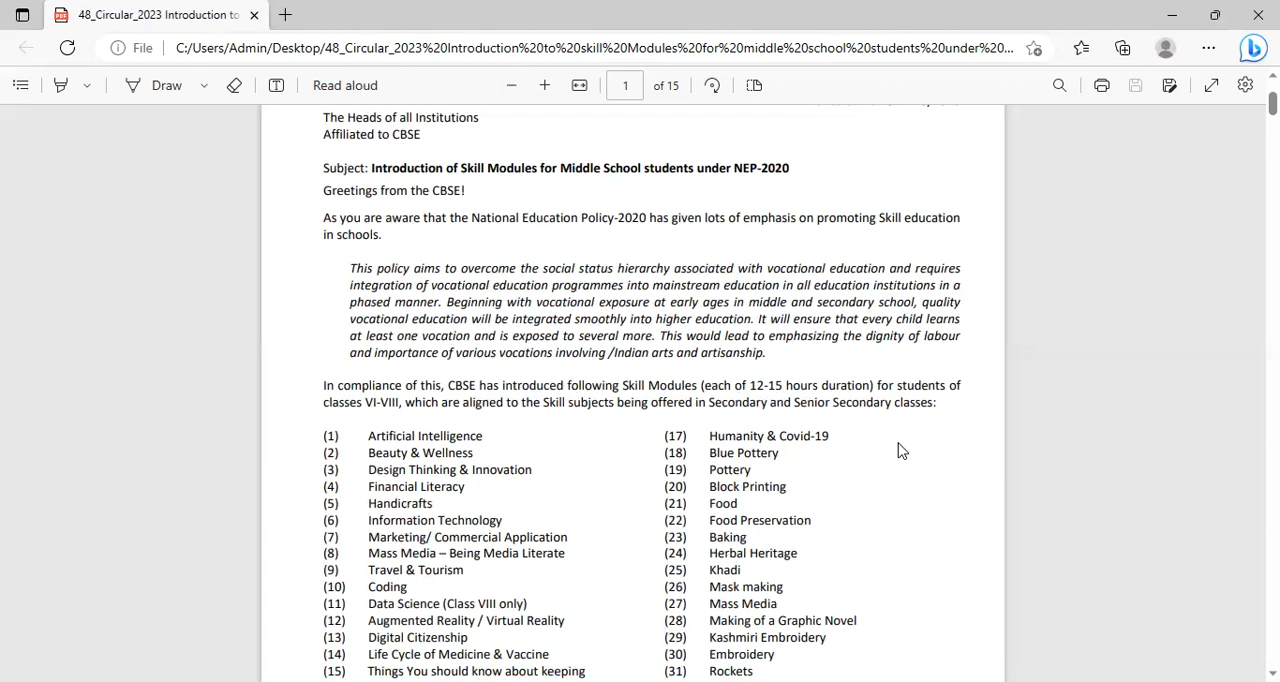 48_Circular_2023 Introduction to
File
C:/Users/Admin/Desktop/48_Circular_2023%20Introduction%20to%20skill%20Modules%20for%20middle%20school%20students%20under%20...
Draw
Read aloud
1
of 15
The Heads of all Institutions
Affiliated to CBSE
Subject: Introduction of Skill Modules for Middle School students under NEP-2020
Greetings from the CBSE!
As you are aware that the National Education Policy-2020 has given lots of emphasis on promoting Skill education
in schools.
This policy aims to overcome the social status hierarchy associated with vocational education and requires
integration of vocational education programmes into mainstream education in all education institutions in a
phased manner. Beginning with vocational exposure at early ages in middle and secondary school, quality
vocational education will be integrated smoothly into higher education. It will ensure that every child learns
at least one vocation and is exposed to several more. This would lead to emphasizing the dignity of labour
and importance of various vocations involving /Indian arts and artisanship.
In compliance of this, CBSE has introduced following Skill Modules (each of 12-15 hours duration) for students of
classes VI-VIII, which are aligned to the Skill subjects being offered in Secondary and Senior Secondary classes:
(1) Artificial Intelligence
(2) Beauty & Wellness
(3) Design Thinking & Innovation
(4) Financial Literacy
(5) Handicrafts
(6) Information Technology
(7) Marketing/ Commercial Application
(8) Mass Media – Being Media Literate
(9) Travel & Tourism
(10) Coding
(11) Data Science (Class VIII only)
(12) Augmented Reality / Virtual Reality
(13) Digital Citizenship
(14) Life Cycle of Medicine & Vaccine
(15) Things You should know about keeping
(17) Humanity & Covid-19
(18) Blue Pottery
(19) Pottery
(20) Block Printing
(21) Food
(22) Food Preservation
(23) Baking
(24) Herbal Heritage
(25) Khadi
(26) Mask making
(27) Mass Media
(28) Making of a Graphic Novel
(29) Kashmiri Embroidery
(30) Embroidery
(31) Rockets